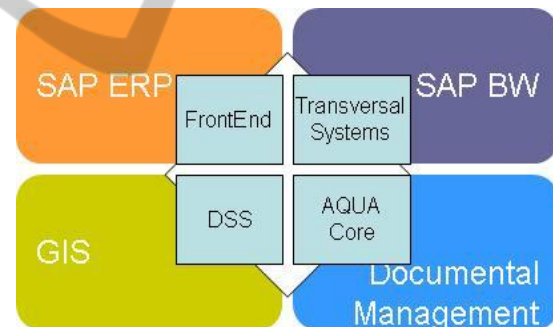 SAP ERP
SAP BW
FrontEnd
Transversal
Systems
DSS
AQUA
Core
GIS
Documental
Management